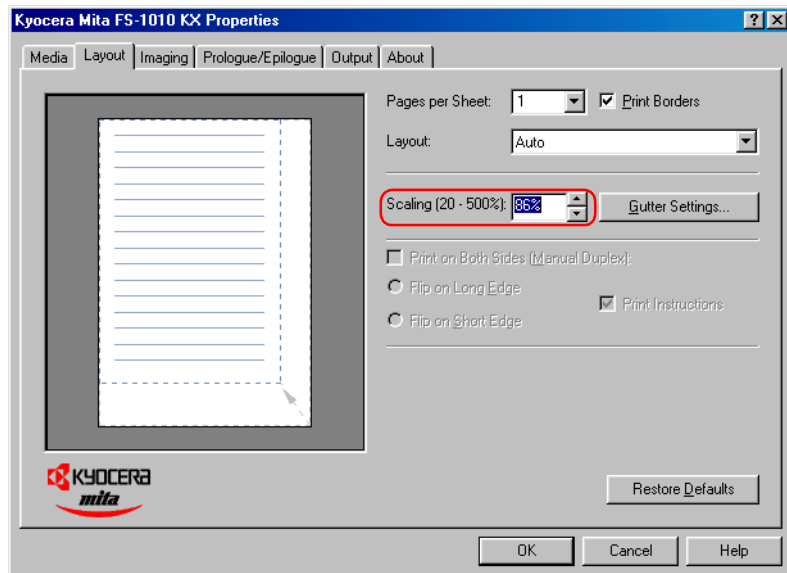 Kyocera Mita FS-1010 KX Properties
Media Layout Imaging Prologue/Epilogue Output About
Pages per Sheet: 1 Print Borders
Layout: Auto
Scaling (20 - 500%): 86% Gutter Settings...
Print on Both Sides (Manual Duplex):
Flip on Long Edge
Print Instructions
Flip on Short Edge
KYOCERA
mita
Restore Defaults
OK Cancel Help